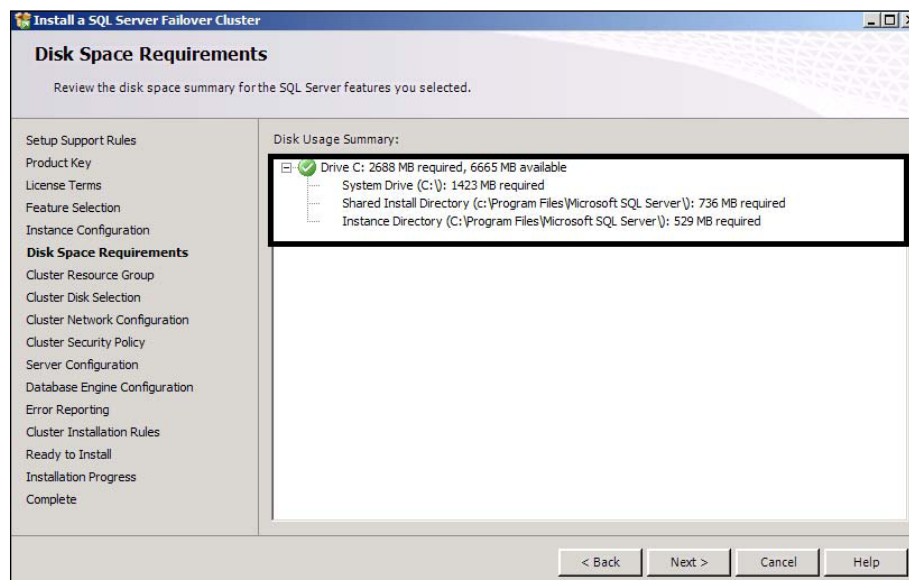 Install a SQL Server Failover Cluster
Disk Space Requirements
Review the disk space summary for the SQL Server features you selected.
Setup Support Rules
Product Key
License Terms
Feature Selection
Instance Configuration
Disk Space Requirements
Cluster Resource Group
Cluster Disk Selection
Cluster Network Configuration
Cluster Security Policy
Server Configuration
Database Engine Configuration
Error Reporting
Cluster Installation Rules
Ready to Install
Installation Progress
Complete
Disk Usage Summary:
Drive C: 2688 MB required, 6665 MB available
System Drive (C:\): 1423 MB required
Shared Install Directory (c:\Program Files\Microsoft SQL Server\): 736 MB required
Instance Directory (C:\Program Files\Microsoft SQL Server\): 529 MB required
< Back
Next >
Cancel
Help